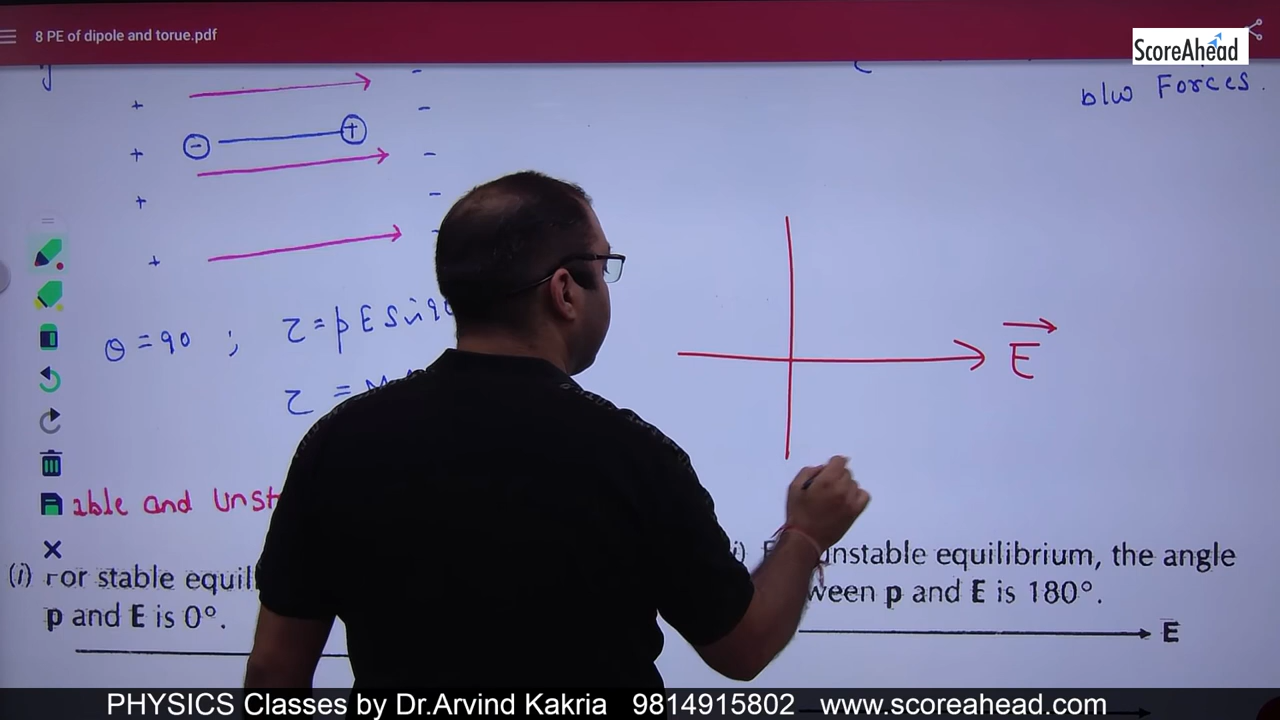 8 PE of dipole and torue.pdf
ScoreAhead
b/w Forces.
+ -
+ - + -
+ -
+
+
θ = 90 ; τ = p E Sin 90
τ =
E
able and Unst
(i) For stable equil
p and E is 0°.
unstable equilibrium, the angle
ween p and E is 180°.
E
PHYSICS Classes by Dr.Arvind Kakria 9814915802 www.scoreahead.com